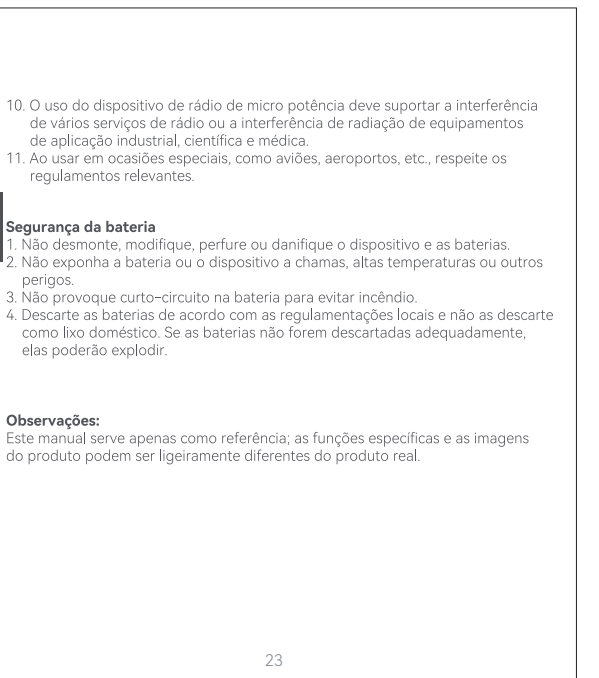 10. O uso do dispositivo de rádio de micro potência deve suportar a interferência
de vários serviços de rádio ou a interferência de radiação de equipamentos
de aplicação industrial, científica e médica.
11. Ao usar em ocasiões especiais, como aviões, aeroportos, etc., respeite os
regulamentos relevantes.
Segurança da bateria
1. Não desmonte, modifique, perfure ou danifique o dispositivo e as baterias.
2. Não exponha a bateria ou o dispositivo a chamas, altas temperaturas ou outros
perigos.
3. Não provoque curto-circuito na bateria para evitar incêndio.
4. Descarte as baterias de acordo com as regulamentações locais e não as descarte
como lixo doméstico. Se as baterias não forem descartadas adequadamente,
elas poderão explodir.
Observações:
Este manual serve apenas como referência; as funções específicas e as imagens
do produto podem ser ligeiramente diferentes do produto real.
23